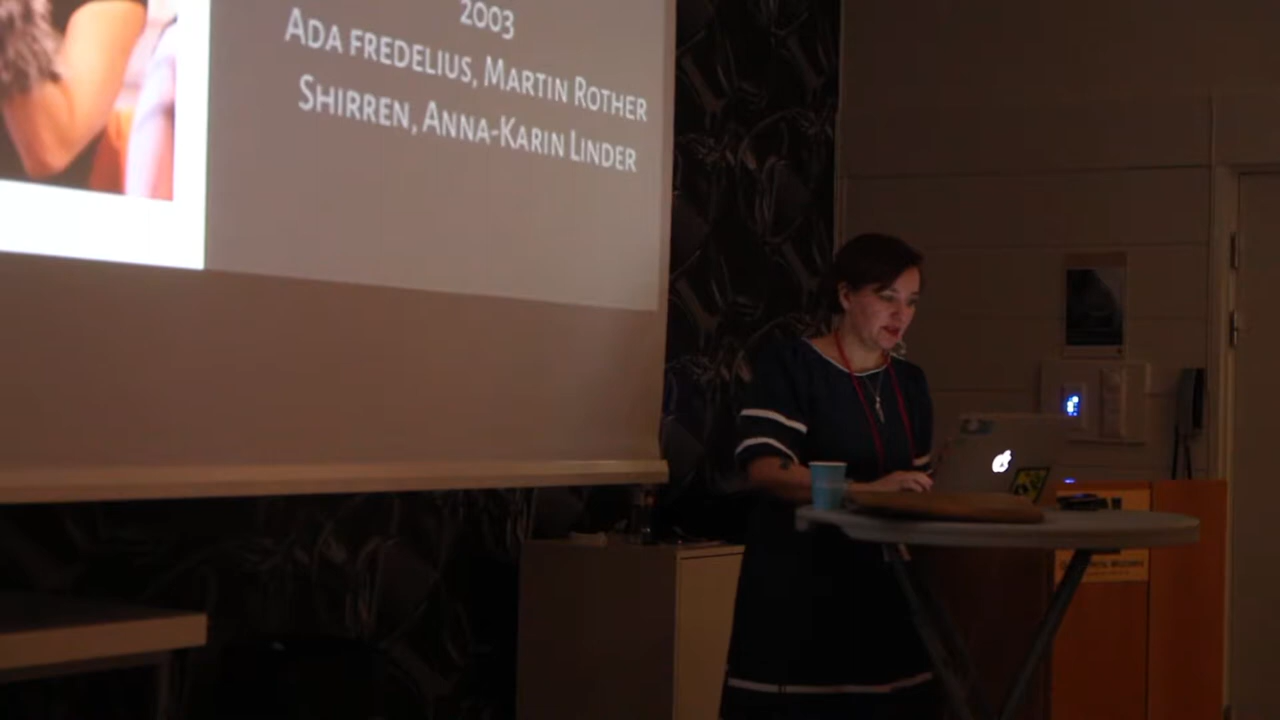 2003
ADA FREDELIUS, MARTIN ROTHER
SHIRREN, ANNA-KARIN LINDER